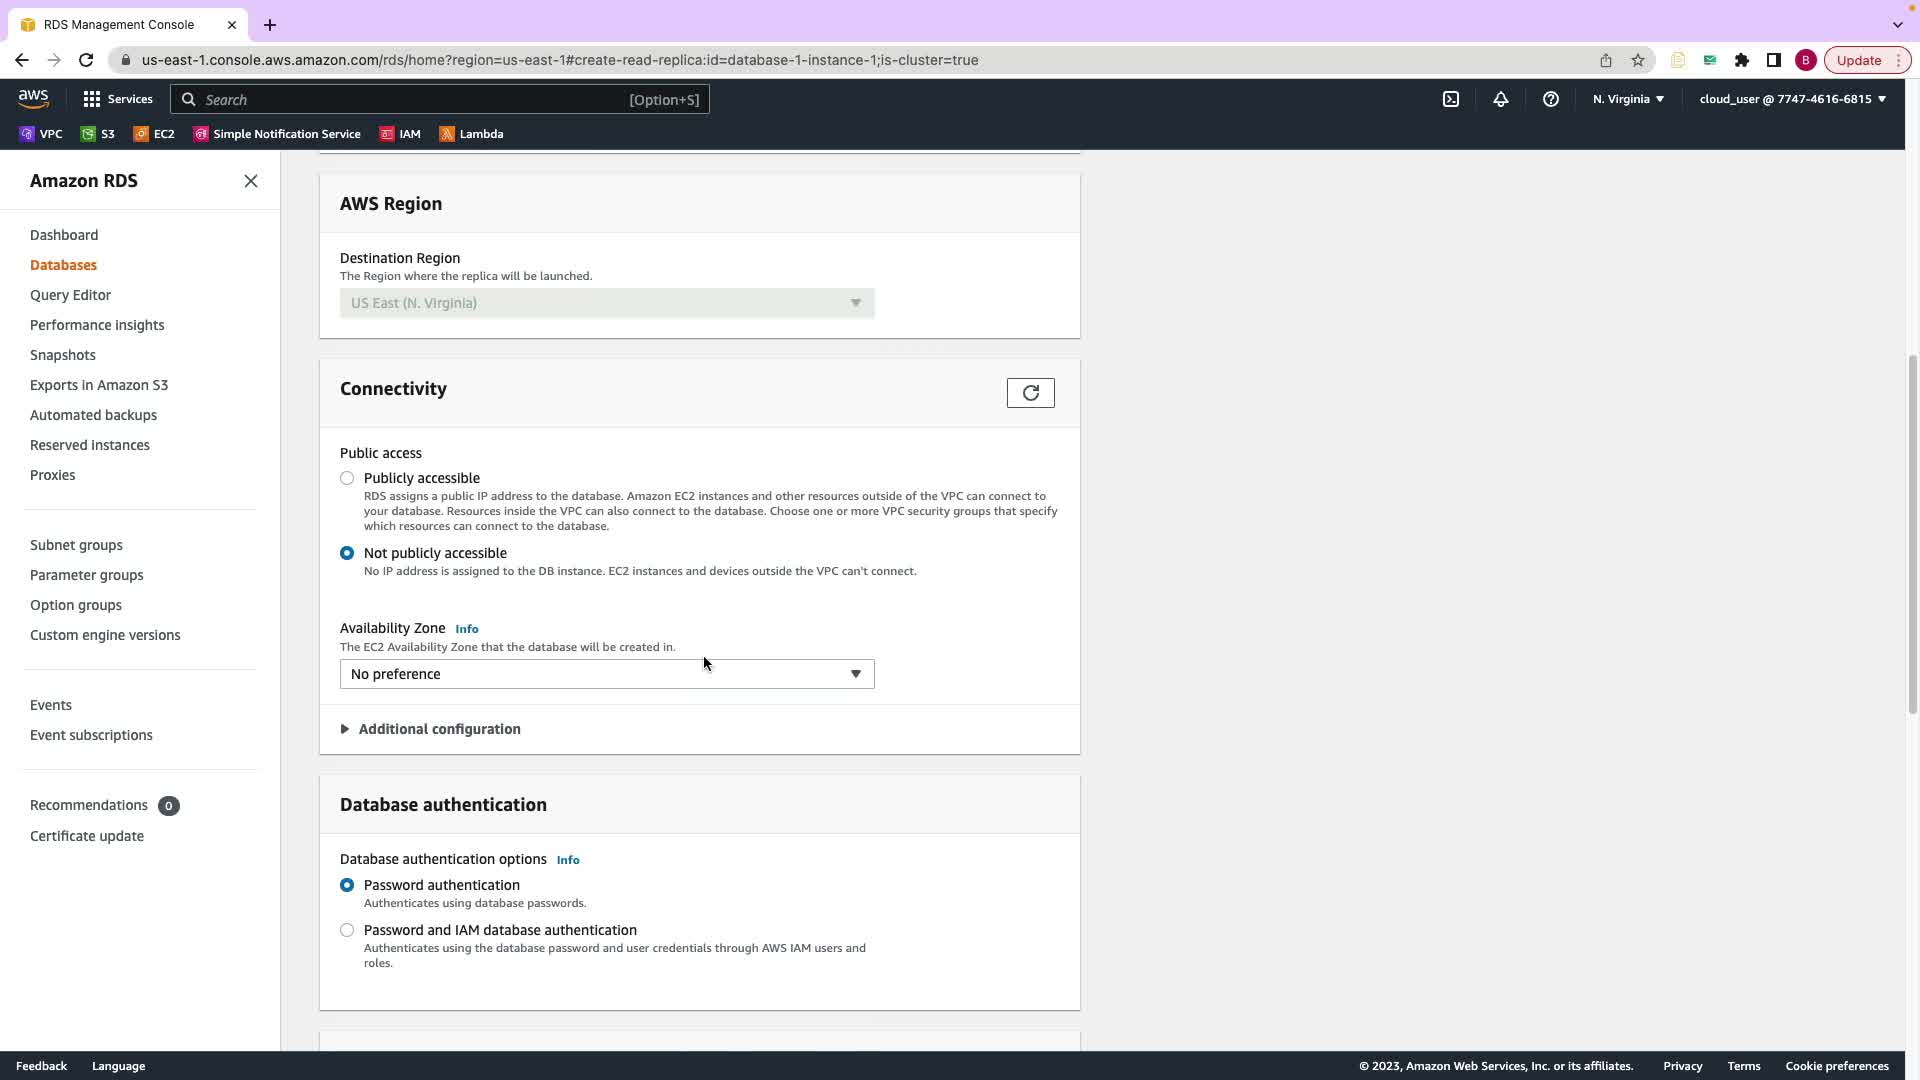 RDS Management Console
us-east-1.console.aws.amazon.com/rds/home?region=us-east-1#create-read-replica:id=database-1-instance-1;is-cluster=true
B
Update
aws
Services
Search
[Option+S]
N. Virginia
cloud_user @ 7747-4616-6815
VPC
S3
EC2
Simple Notification Service
IAM
Lambda
Amazon RDS
Dashboard
Databases
Query Editor
Performance insights
Snapshots
Exports in Amazon S3
Automated backups
Reserved instances
Proxies
Subnet groups
Parameter groups
Option groups
Custom engine versions
Events
Event subscriptions
Recommendations 0
Certificate update
AWS Region
Destination Region
The Region where the replica will be launched.
US East (N. Virginia)
Connectivity
Public access
Publicly accessible
RDS assigns a public IP address to the database. Amazon EC2 instances and other resources outside of the VPC can connect to
your database. Resources inside the VPC can also connect to the database. Choose one or more VPC security groups that specify
which resources can connect to the database.
Not publicly accessible
No IP address is assigned to the DB instance. EC2 instances and devices outside the VPC can't connect.
Availability Zone Info
The EC2 Availability Zone that the database will be created in.
No preference
Additional configuration
Database authentication
Database authentication options Info
Password authentication
Authenticates using database passwords.
Password and IAM database authentication
Authenticates using the database password and user credentials through AWS IAM users and
roles.
Feedback
Language
© 2023, Amazon Web Services, Inc. or its affiliates.
Privacy
Terms
Cookie preferences